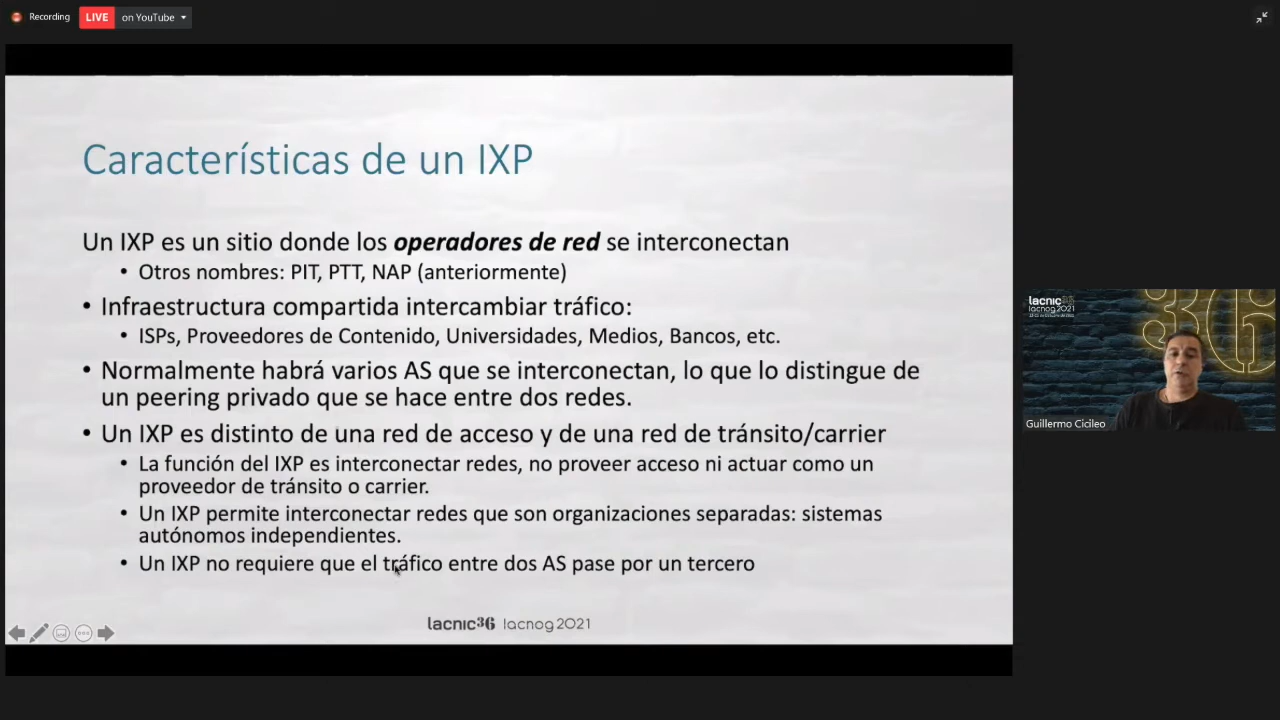 Recording
LIVE on YouTube
Características de un IXP
Un IXP es un sitio donde los operadores de red se interconectan
• Otros nombres: PIT, PTT, NAP (anteriormente)
• Infraestructura compartida intercambiar tráfico:
• ISPs, Proveedores de Contenido, Universidades, Medios, Bancos, etc.
• Normalmente habrá varios AS que se interconectan, lo que lo distingue de
un peering privado que se hace entre dos redes.
• Un IXP es distinto de una red de acceso y de una red de tránsito/carrier
• La función del IXP es interconectar redes, no proveer acceso ni actuar como un
proveedor de tránsito o carrier.
• Un IXP permite interconectar redes que son organizaciones separadas: sistemas
autónomos independientes.
• Un IXP no requiere que el tráfico entre dos AS pase por un tercero
lacnic36 lacnog2021
lacnic36
lacnog2021
36
Guillermo Cicileo